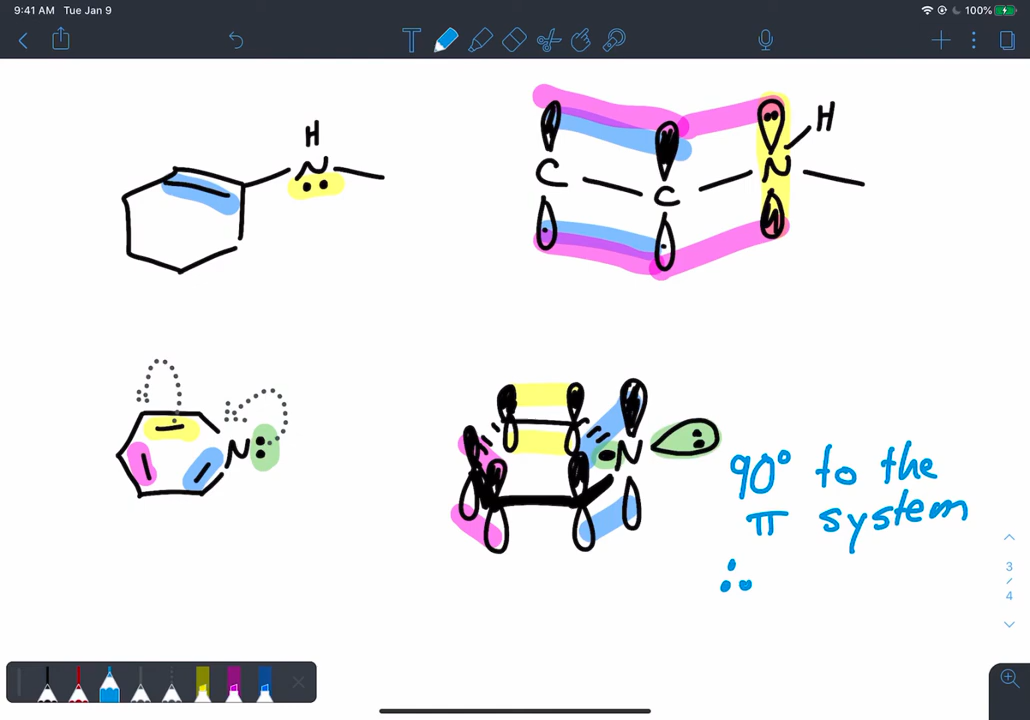 9:41 AM Tue Jan 9
100%
T
H
N
H
C
C
N
N
N
90° to the
π system
∴
3
/
4